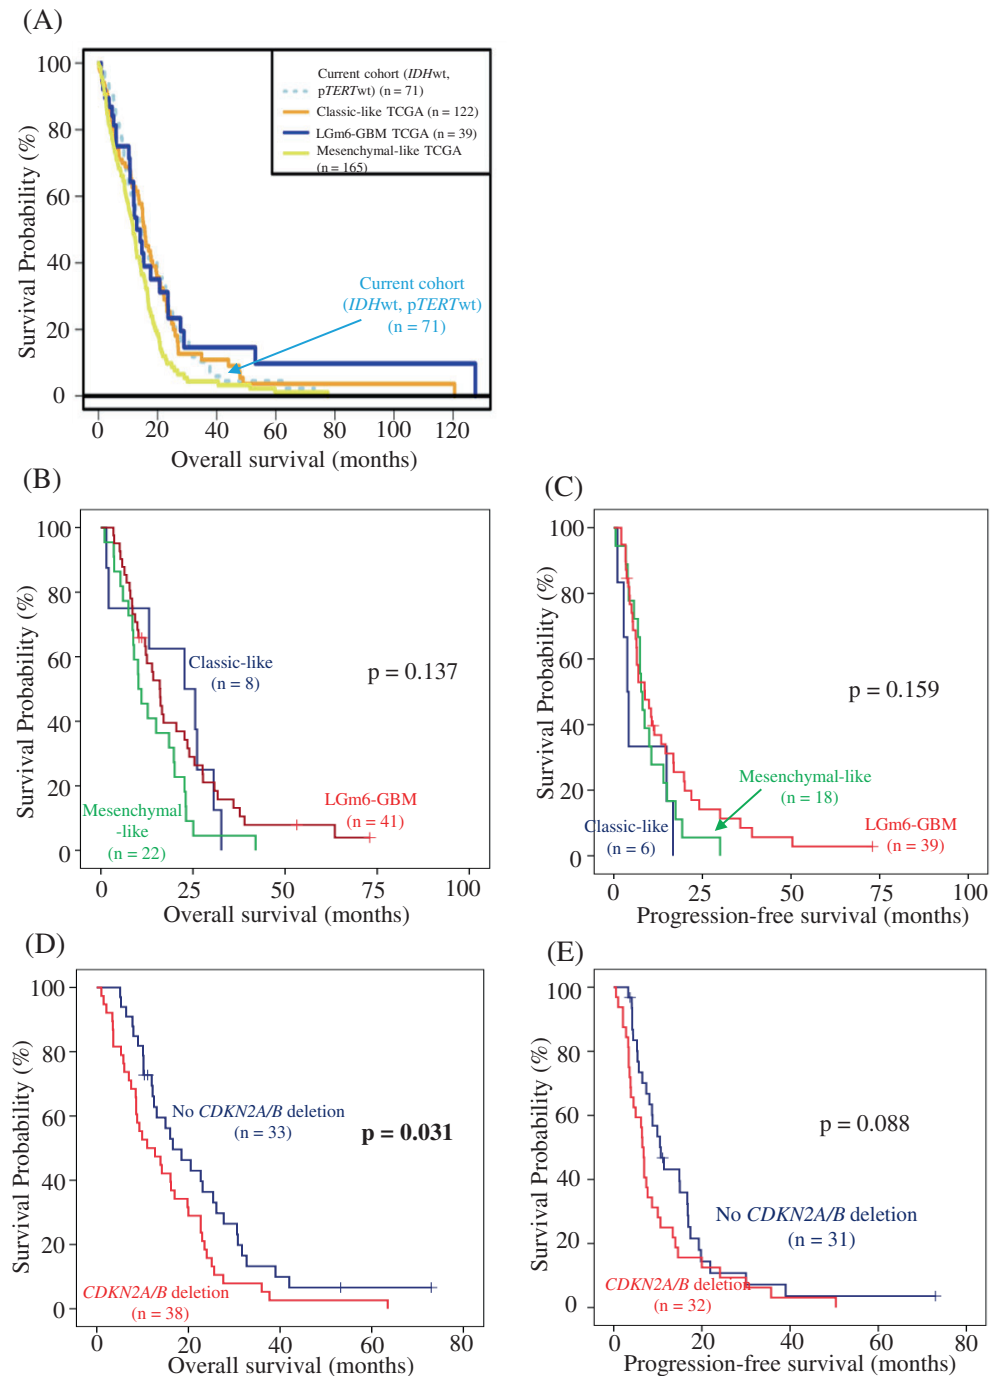 (A)
Survival Probability (%)
100
80
60
40
20
0
Current cohort (IDHwt,
pTERTwt) (n = 71)
Classic-like TCGA (n = 122)
LGm6-GBM TCGA (n = 39)
Mesenchymal-like TCGA
(n = 165)
Current cohort
(IDHwt, pTERTwt)
(n = 71)
0 20 40 60 80 100 120
Overall survival (months)
(B)
Survival Probability (%)
100
80
60
40
20
0
Classic-like
(n = 8)
p = 0.137
Mesenchymal
-like
(n = 22)
LGm6-GBM
(n = 41)
0 25 50 75 100
Overall survival (months)
(C)
Survival Probability (%)
100
80
60
40
20
0
p = 0.159
Mesenchymal-like
(n = 18)
Classic-like
(n = 6)
LGm6-GBM
(n = 39)
0 25 50 75 100
Progression-free survival (months)
(D)
Survival Probability (%)
100
80
60
40
20
0
No CDKN2A/B deletion
(n = 33)
p = 0.031
CDKN2A/B deletion
(n = 38)
0 20 40 60 80
Overall survival (months)
(E)
Survival Probability (%)
100
80
60
40
20
0
p = 0.088
No CDKN2A/B deletion
(n = 31)
CDKN2A/B deletion
(n = 32)
0 20 40 60 80
Progression-free survival (months)